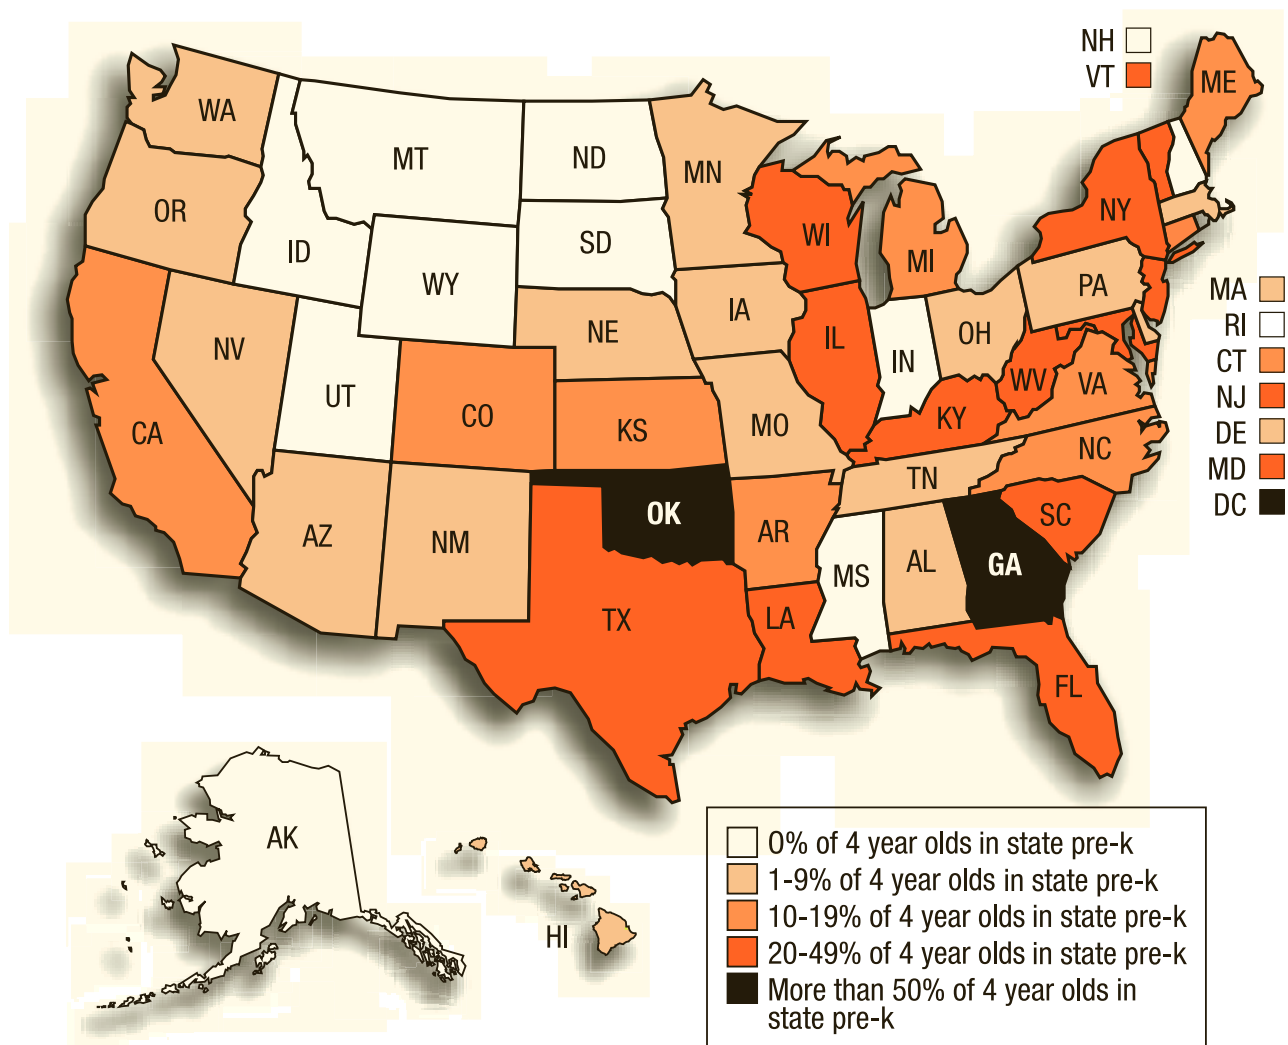 NH
VT
ME
WA
MT
ND
MN
OR
ID
SD
WI
NY
MI
WY
PA
MA
IA
RI
NE
OH
NV
IL
IN
CT
WV
VA
UT
NJ
CO
KY
CA
KS
MO
DE
NC
MD
TN
DC
OK
SC
AZ
NM
AR
MS
AL
GA
TX
LA
FL
AK
HI
0% of 4 year olds in state pre-k
1-9% of 4 year olds in state pre-k
10-19% of 4 year olds in state pre-k
20-49% of 4 year olds in state pre-k
More than 50% of 4 year olds in
state pre-k